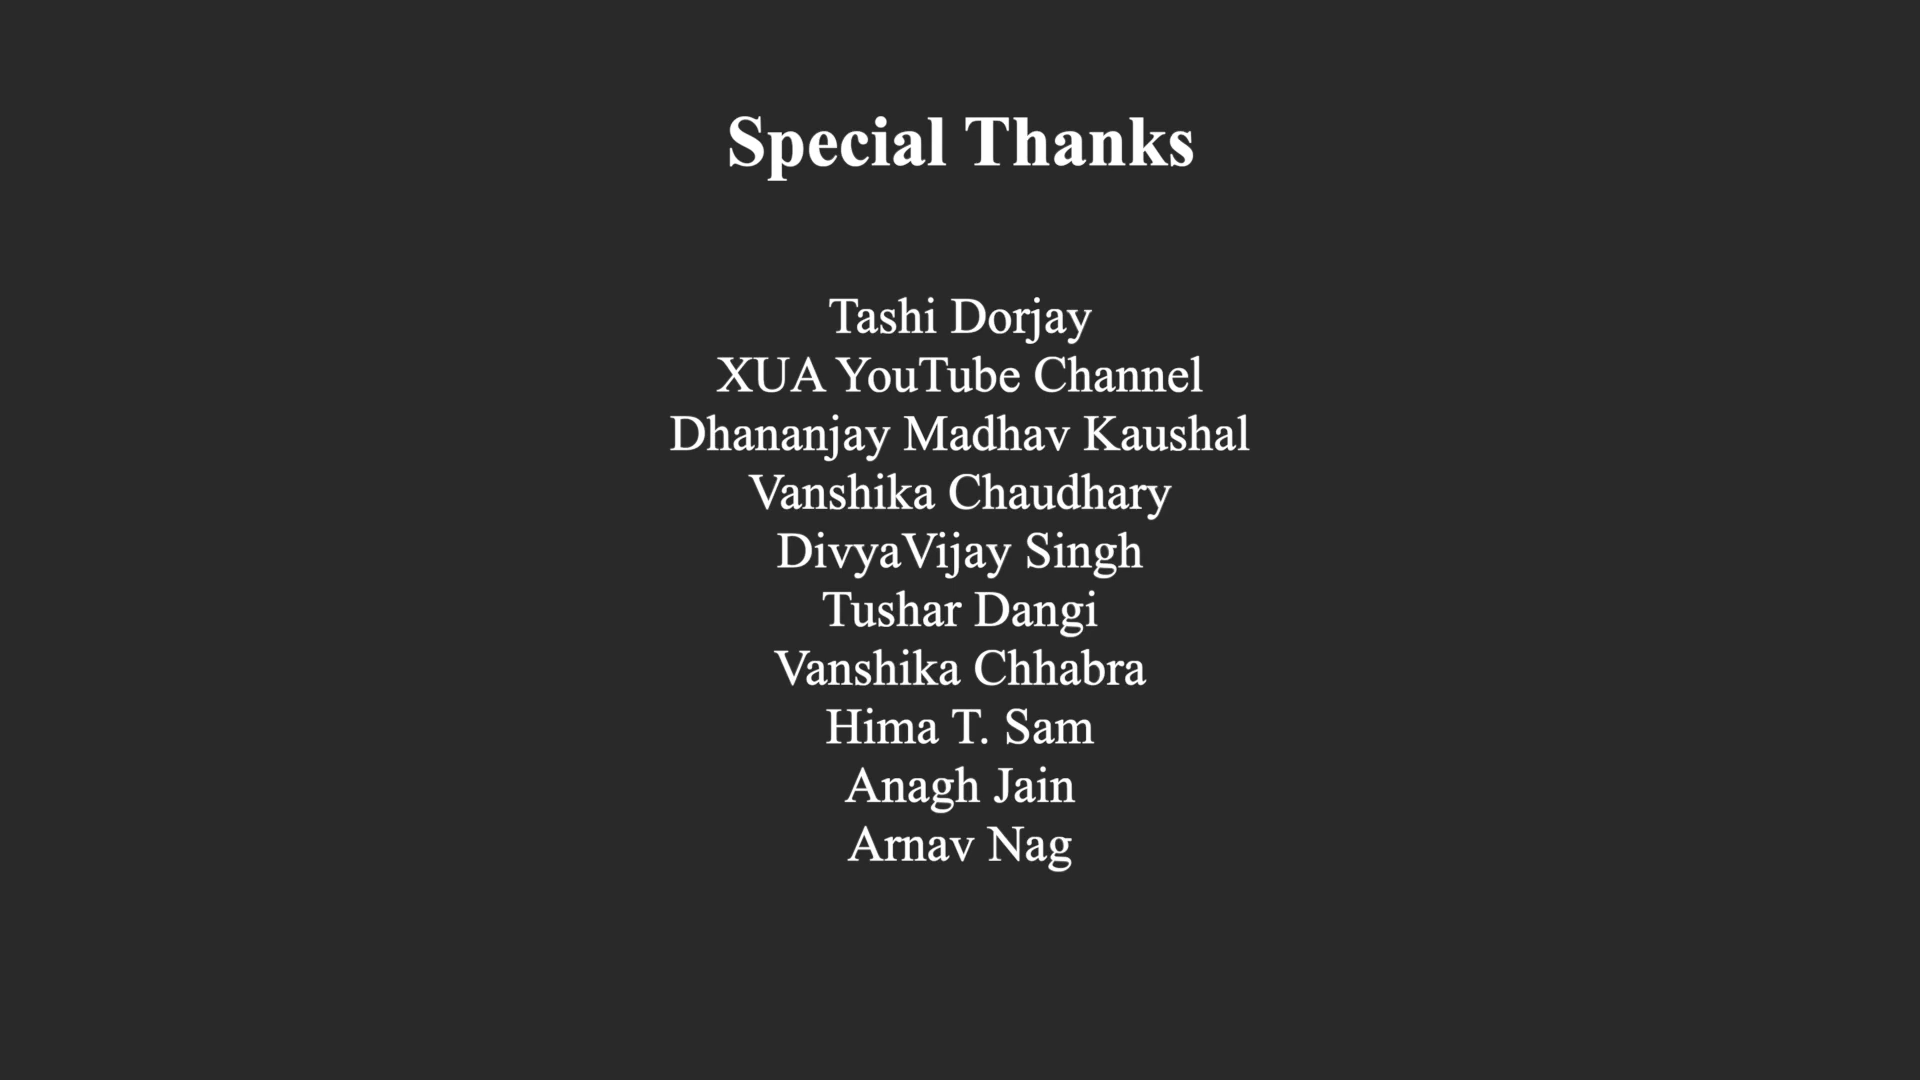 Special Thanks
Tashi Dorjay
XUA YouTube Channel
Dhananjay Madhav Kaushal
Vanshika Chaudhary
DivyaVijay Singh
Tushar Dangi
Vanshika Chhabra
Hima T. Sam
Anagh Jain
Arnav Nag